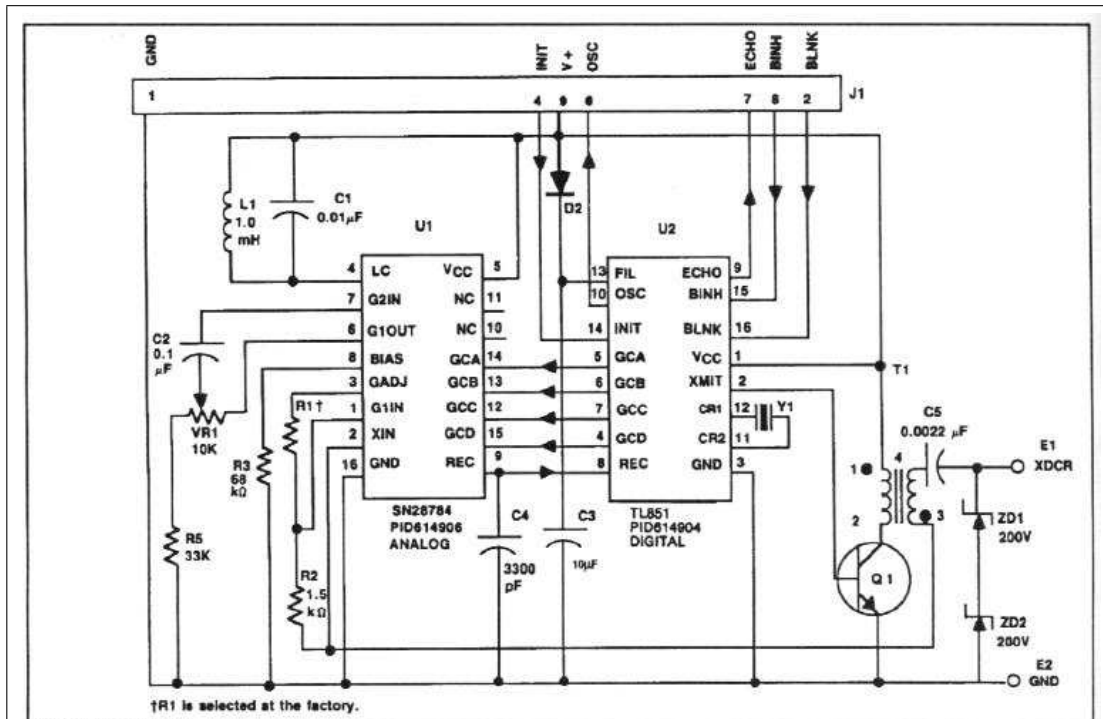 GND
INIT
V +
OSC
ECHO
BINH
BLNK
1
4
9
6
7
8
2
J1
L1
1.0
mH
C1
0.01µF
D2
U1
4 LC
7 G2IN
6 G1OUT
8 BIAS
3 GADJ
1 G1IN
2 XIN
16 GND
VCC 5
NC 11
NC 10
GCA 14
GCB 13
GCC 12
GCD 15
REC 9
SN28784
PID614906
ANALOG
U2
13 FIL
10 OSC
14 INIT
5 GCA
6 GCB
7 GCC
4 GCD
8 REC
ECHO 9
BINH 15
BLNK 16
VCC 1
XMIT 2
CR1 12
CR2 11
GND 3
Y1
TL851
PID614904
DIGITAL
C2
0.1
µF
VR1
10K
R1 †
R3
68
kΩ
R5
33K
R2
1.5
kΩ
C4
3300
pF
C3
10µF
T1
1
2
4
3
C5
0.0022 µF
E1
XDCR
ZD1
200V
Q1
ZD2
200V
E2
GND
†R1 is selected at the factory.